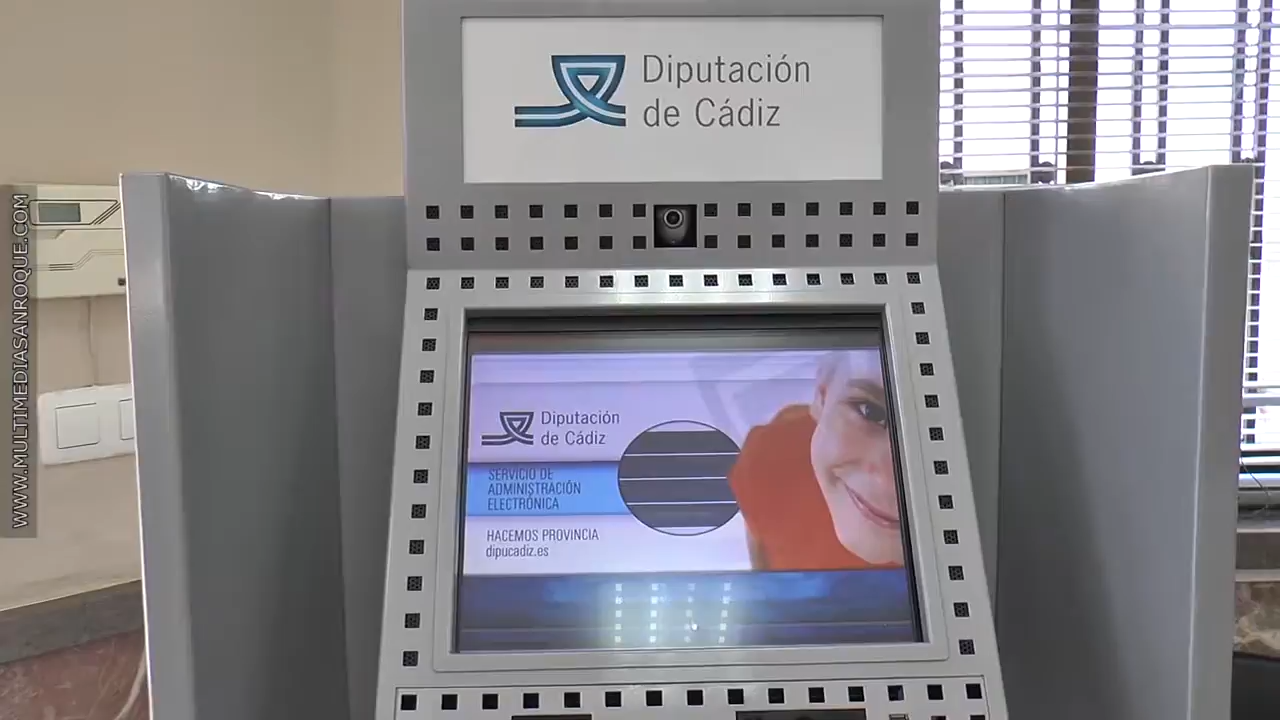 Diputación
de Cádiz
Diputación
de Cádiz
SERVICIO DE
ADMINISTRACIÓN
ELECTRÓNICA
HACEMOS PROVINCIA
dipucadiz.es
WWW.MULTIMEDIASANROQUE.COM